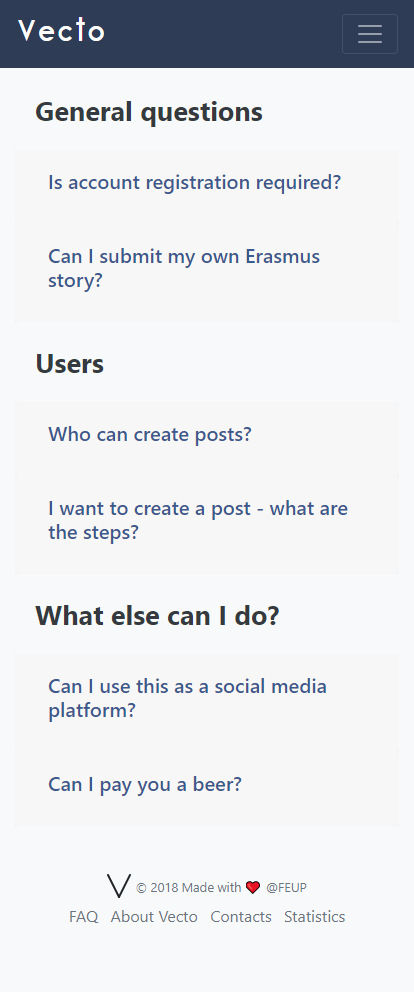 Vecto
General questions
Is account registration required?
Can I submit my own Erasmus
story?
Users
Who can create posts?
I want to create a post - what are
the steps?
What else can I do?
Can I use this as a social media
platform?
Can I pay you a beer?
V © 2018 Made with ❤ @FEUP
FAQ About Vecto Contacts Statistics